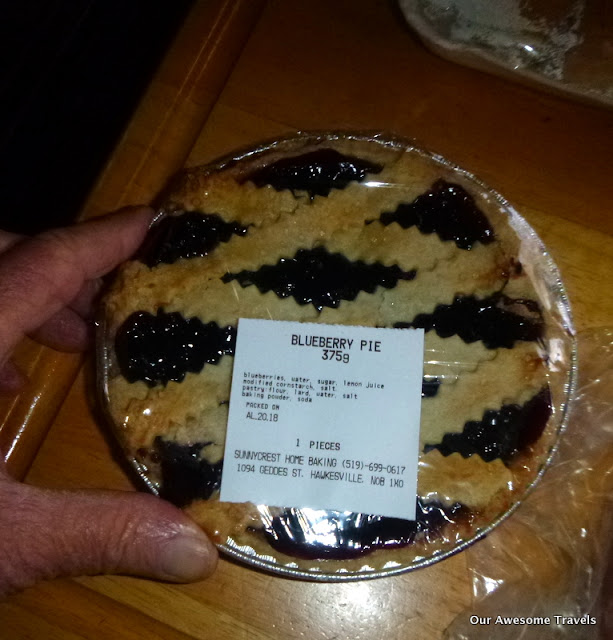 BLUEBERRY PIE
375g
blueberries, water, sugar, lemon juice
modified cornstarch, salt.
pastry flour, lard, water, salt
baking powder, soda
PACKED ON
AL.20.18
1 PIECES
SUNNYCREST HOME BAKING (519)-699-0617
1094 GEDDES ST. HAWKESVILLE. N0B 1X0
Our Awesome Travels